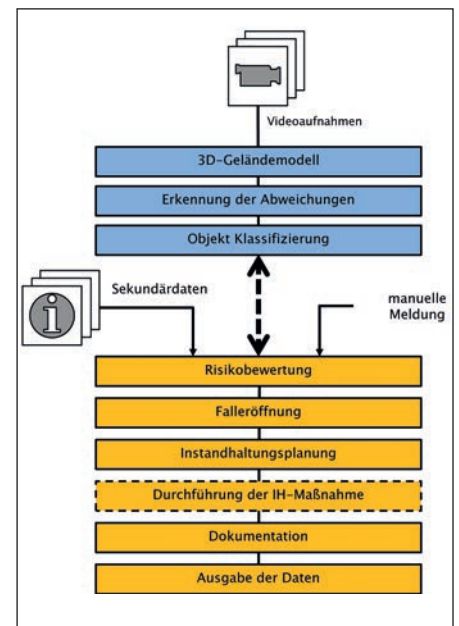 Videoaufnahmen
3D-Geländemodell
Erkennung der Abweichungen
Objekt Klassifizierung
Sekundärdaten
manuelle
Meldung
i
Risikobewertung
Falleröffnung
Instandhaltungsplanung
Durchführung der IH-Maßnahme
Dokumentation
Ausgabe der Daten